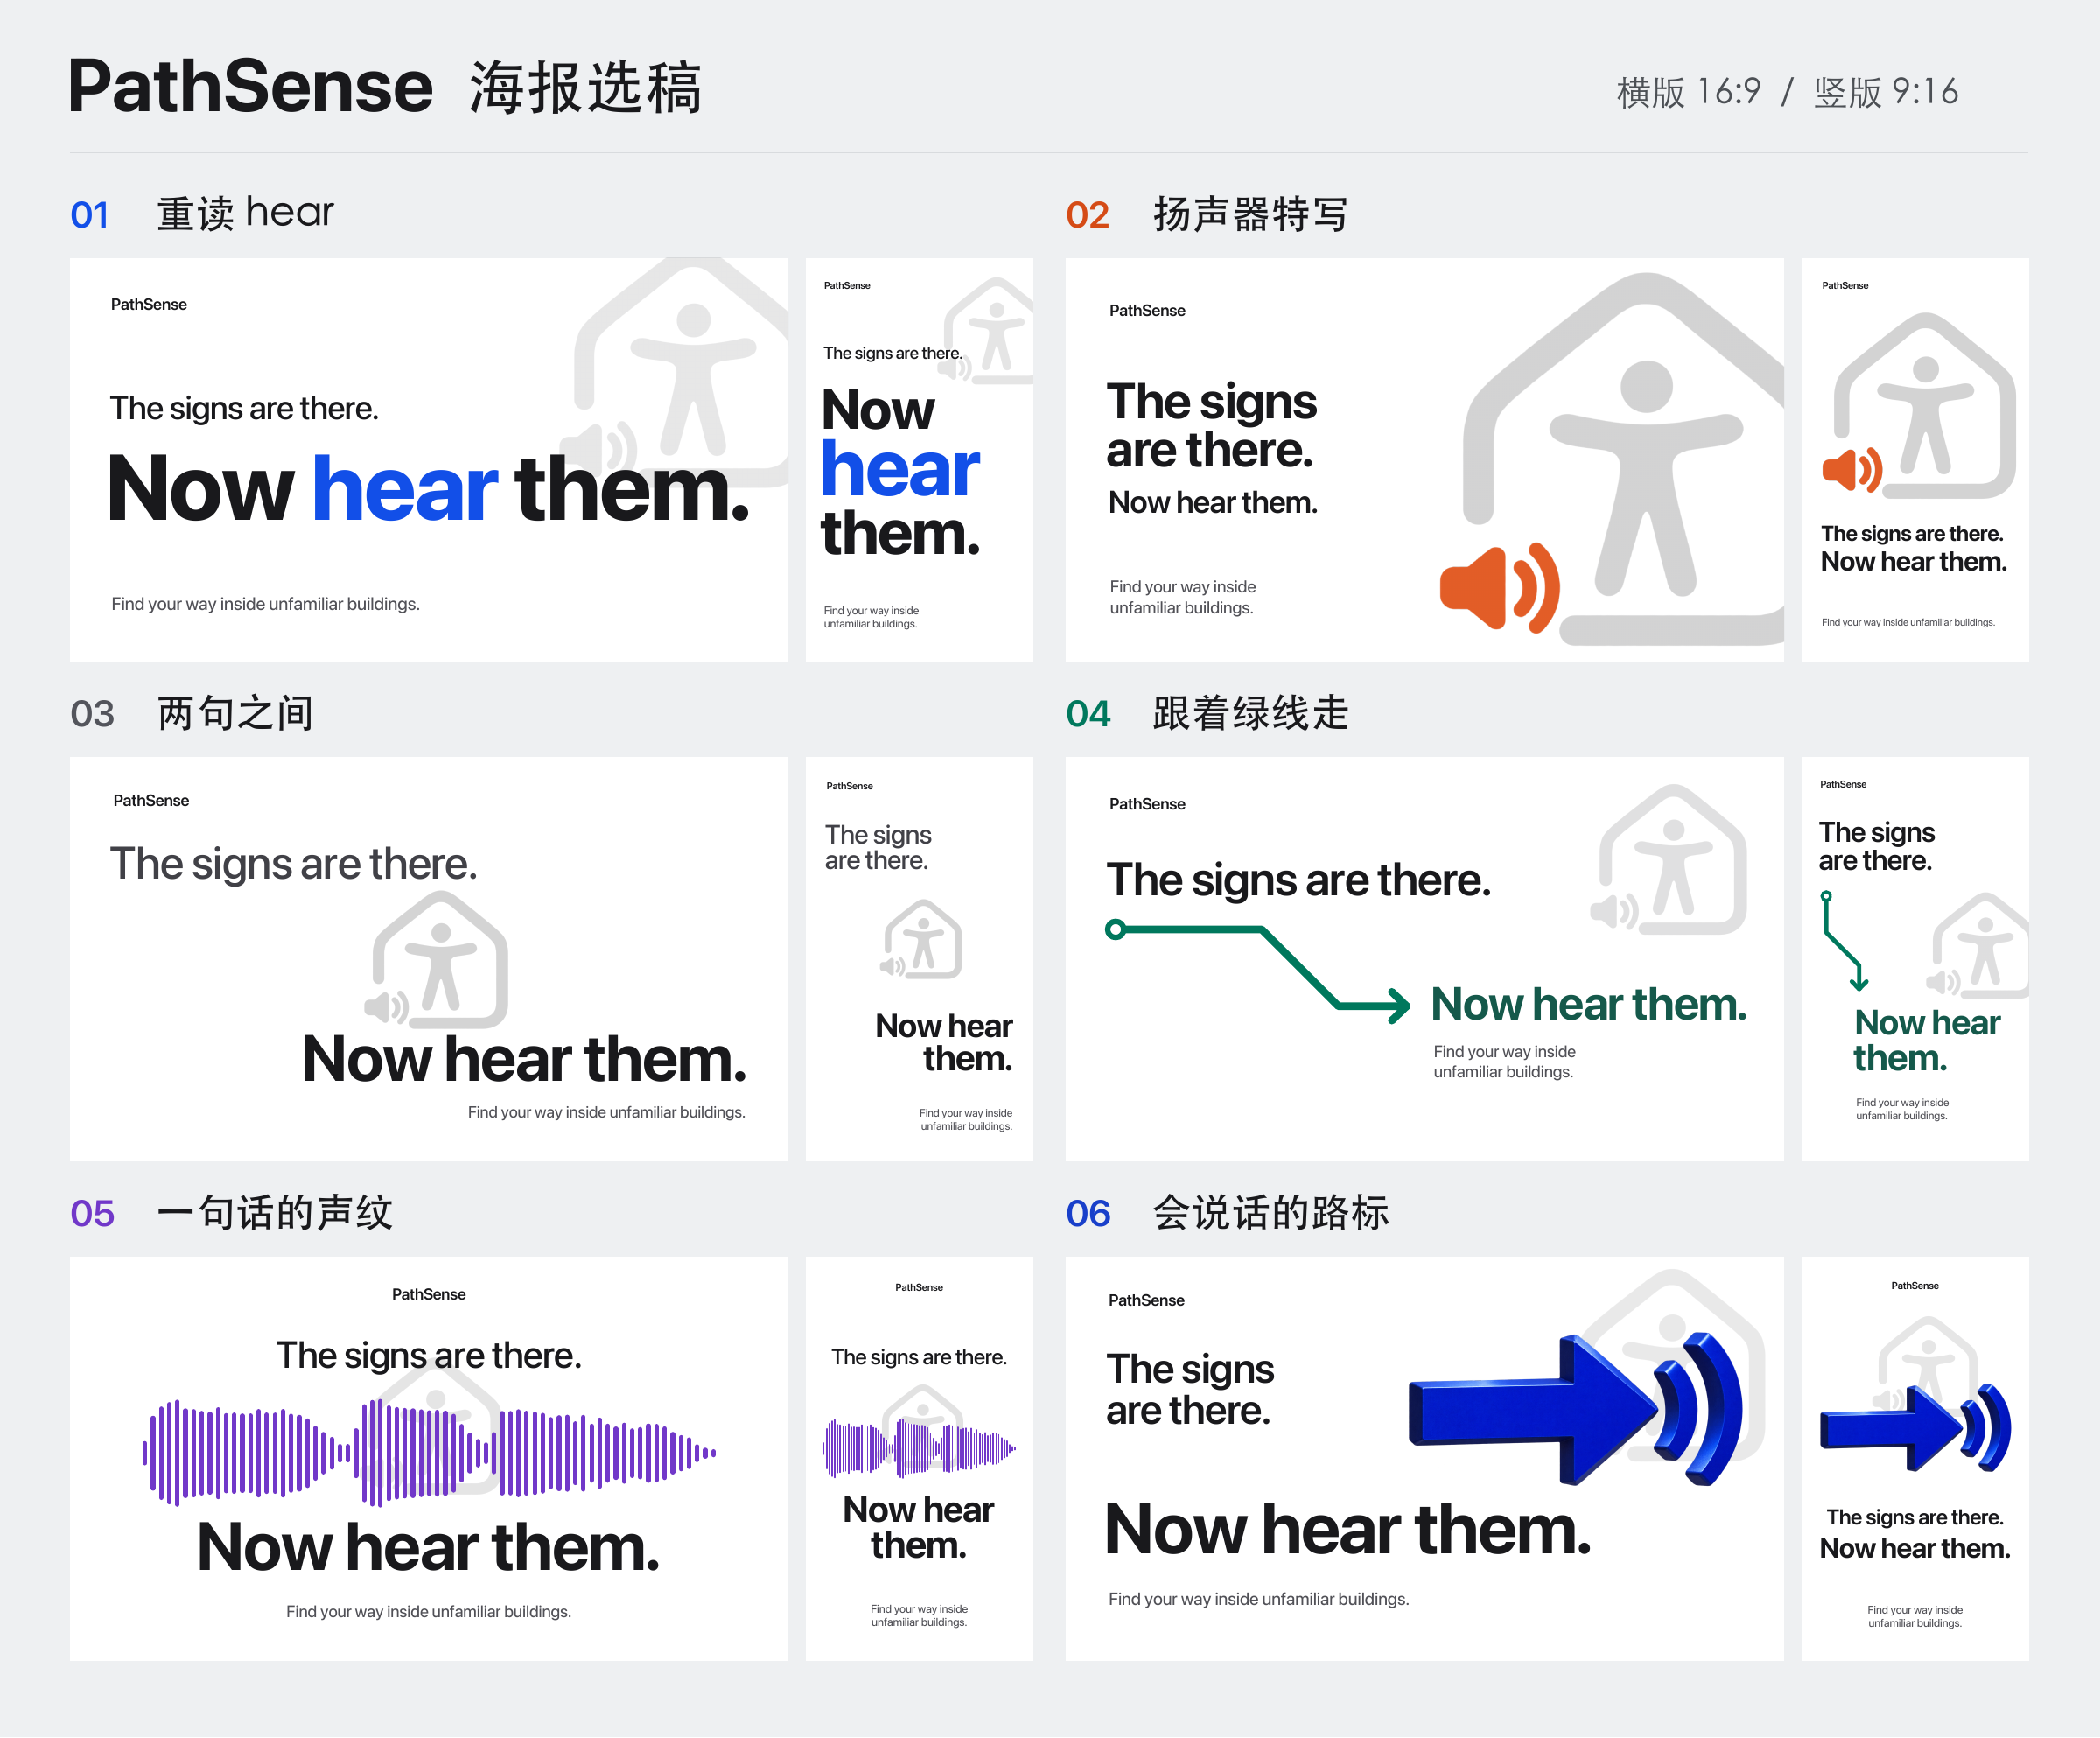 PathSense 海报选稿
横版 16:9 / 竖版 9:16
01 重读 hear
PathSense
The signs are there.
Now hear them.
Find your way inside unfamiliar buildings.
PathSense
The signs are there.
Now
hear
them.
Find your way inside
unfamiliar buildings.
02 扬声器特写
PathSense
The signs
are there.
Now hear them.
Find your way inside
unfamiliar buildings.
PathSense
The signs are there.
Now hear them.
Find your way inside unfamiliar buildings.
03 两句之间
PathSense
The signs are there.
Now hear them.
Find your way inside unfamiliar buildings.
PathSense
The signs
are there.
Now hear
them.
Find your way inside
unfamiliar buildings.
04 跟着绿线走
PathSense
The signs are there.
Now hear them.
Find your way inside
unfamiliar buildings.
PathSense
The signs
are there.
Now hear
them.
Find your way inside
unfamiliar buildings.
05 一句话的声纹
PathSense
The signs are there.
Now hear them.
Find your way inside unfamiliar buildings.
PathSense
The signs are there.
Now hear
them.
Find your way inside
unfamiliar buildings.
06 会说话的路标
PathSense
The signs
are there.
Now hear them.
Find your way inside unfamiliar buildings.
PathSense
The signs are there.
Now hear them.
Find your way inside
unfamiliar buildings.